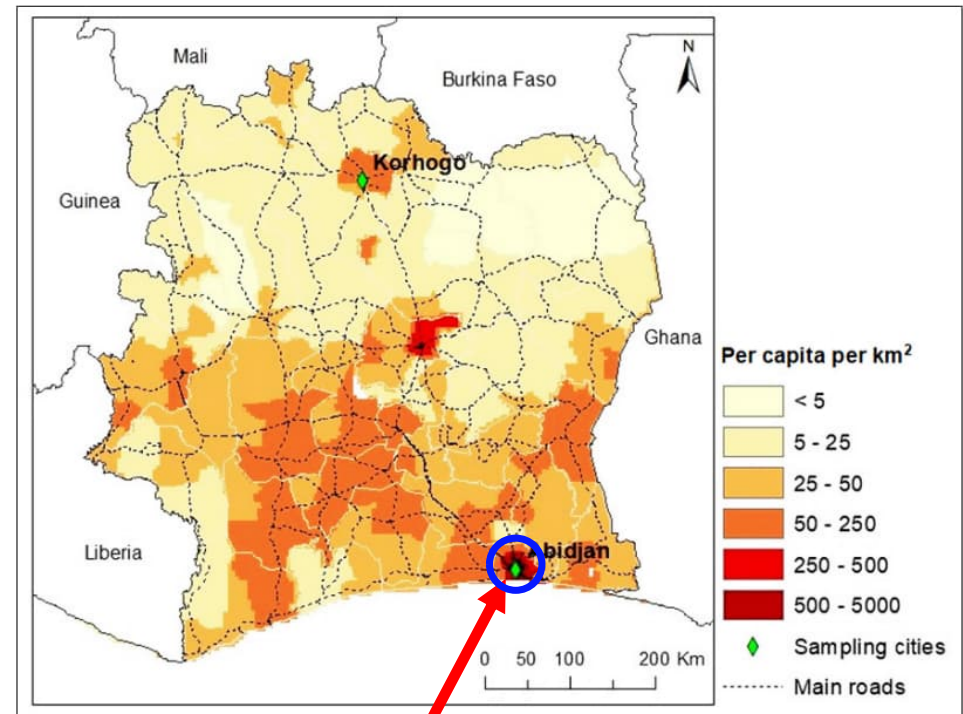 N
Mali
Burkina Faso
Korhogo
Guinea
Ghana
Per capita per km²
< 5
5 - 25
25 - 50
50 - 250
250 - 500
500 - 5000
Sampling cities
Main roads
Liberia
Abidjan
0 50 100 200 Km